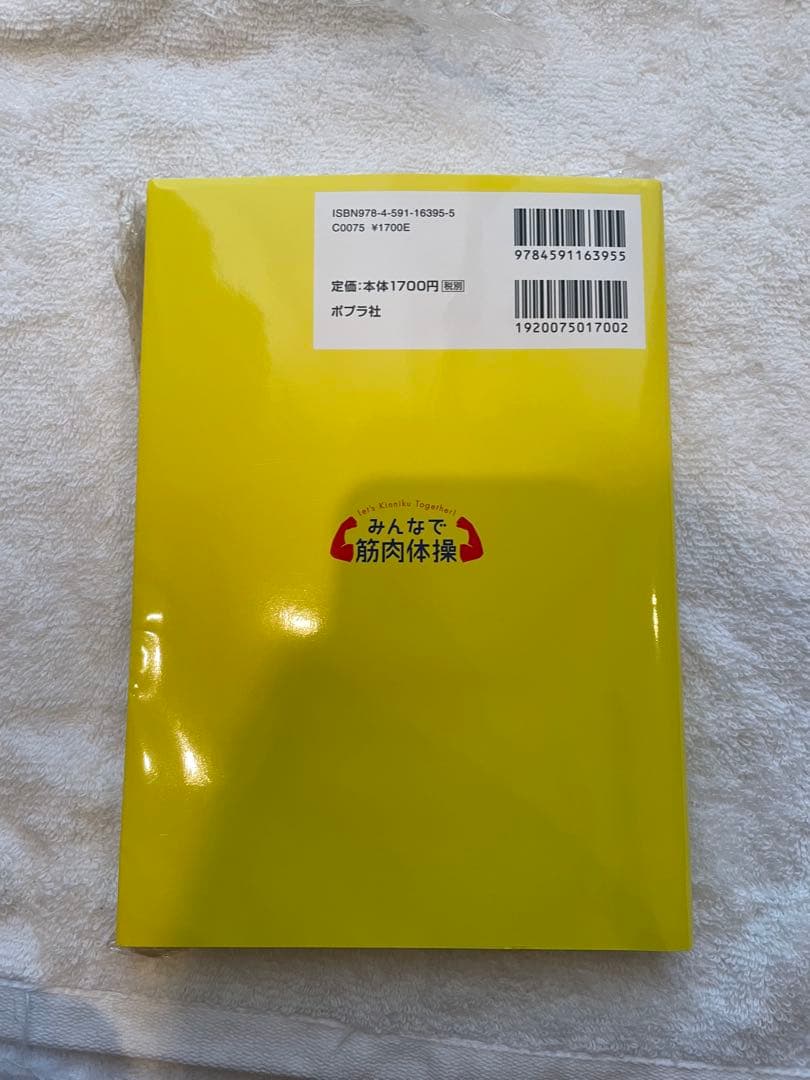 ISBN978-4-591-16395-5
C0075 ¥1700E
9784591163955
定価：本体1700円 税別
ポプラ社
1920075017002
Let's Kinniku Together!
みんなで
筋肉体操